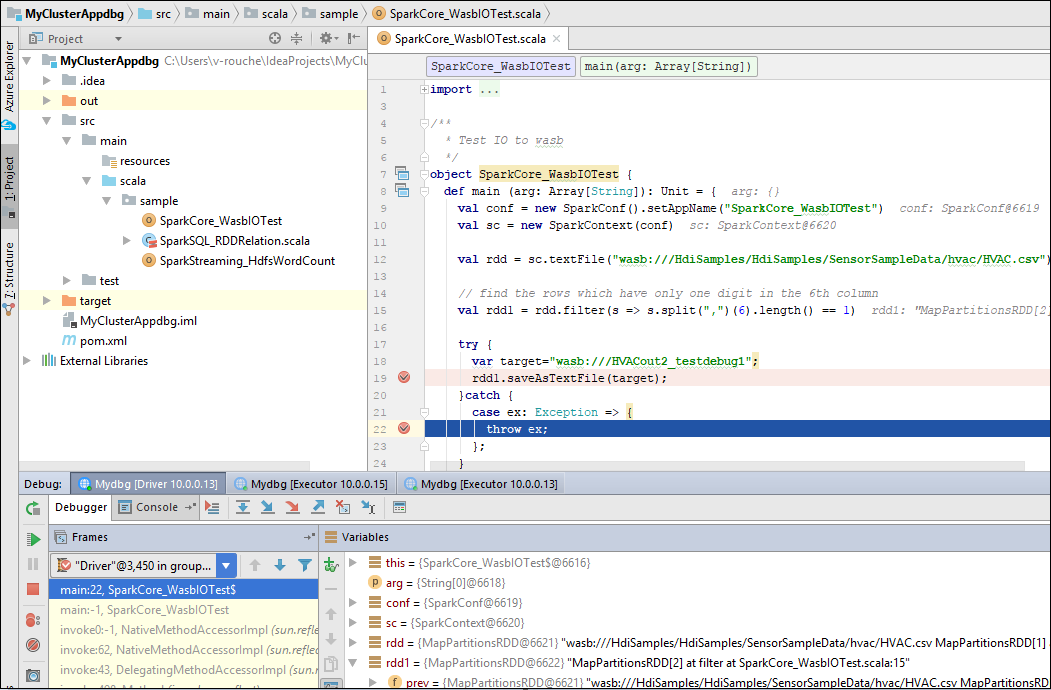 MyClusterAppdbg src main scala sample SparkCore_WasbIOTest.scala
Project
SparkCore_WasbIOTest.scala
Azure Explorer
1: Project
7: Structure
MyClusterAppdbg C:\Users\v-rouche\IdeaProjects\MyCl
.idea
out
src
main
resources
scala
sample
SparkCore_WasbIOTest
SparkSQL_RDDRelation.scala
SparkStreaming_HdfsWordCount
test
target
MyClusterAppdbg.iml
pom.xml
External Libraries
SparkCore_WasbIOTest main(arg: Array[String])
1 import ...
3
4 /**
5 * Test IO to wasb
6 */
7 object SparkCore_WasbIOTest {
8 def main (arg: Array[String]): Unit = { arg: {}
9 val conf = new SparkConf().setAppName("SparkCore_WasbIOTest") conf: SparkConf@6619
10 val sc = new SparkContext(conf) sc: SparkContext@6620
11
12 val rdd = sc.textFile("wasb:///HdiSamples/HdiSamples/SensorSampleData/hvac/HVAC.csv")
13
14 // find the rows which have only one digit in the 6th column
15 val rdd1 = rdd.filter(s => s.split(",")(6).length() == 1) rdd1: "MapPartitionsRDD[2]
16
17 try {
18 var target="wasb:///HVACout2_testdebug1";
19 rdd1.saveAsTextFile(target);
20 }catch {
21 case ex: Exception => {
22 throw ex;
23 };
24 }
Debug: Mydbg [Driver 10.0.0.13] Mydbg [Executor 10.0.0.15] Mydbg [Executor 10.0.0.13]
Debugger Console
Frames
"Driver"@3,450 in group...
main:22, SparkCore_WasbIOTest$
main:-1, SparkCore_WasbIOTest
invoke0:-1, NativeMethodAccessorImpl (sun.refle
invoke:62, NativeMethodAccessorImpl (sun.reflec
invoke:43, DelegatingMethodAccessorImpl (sun
Variables
this = {SparkCore_WasbIOTest$@6616}
arg = {String[0]@6618}
conf = {SparkConf@6619}
sc = {SparkContext@6620}
rdd = {MapPartitionsRDD@6621} "wasb:///HdiSamples/HdiSamples/SensorSampleData/hvac/HVAC.csv MapPartitionsRDD[1]
rdd1 = {MapPartitionsRDD@6622} "MapPartitionsRDD[2] at filter at SparkCore_WasbIOTest.scala:15"
prev = {MapPartitionsRDD@6621} "wasb:///HdiSamples/HdiSamples/SensorSampleData/hvac/HVAC.csv MapPartitionsRD